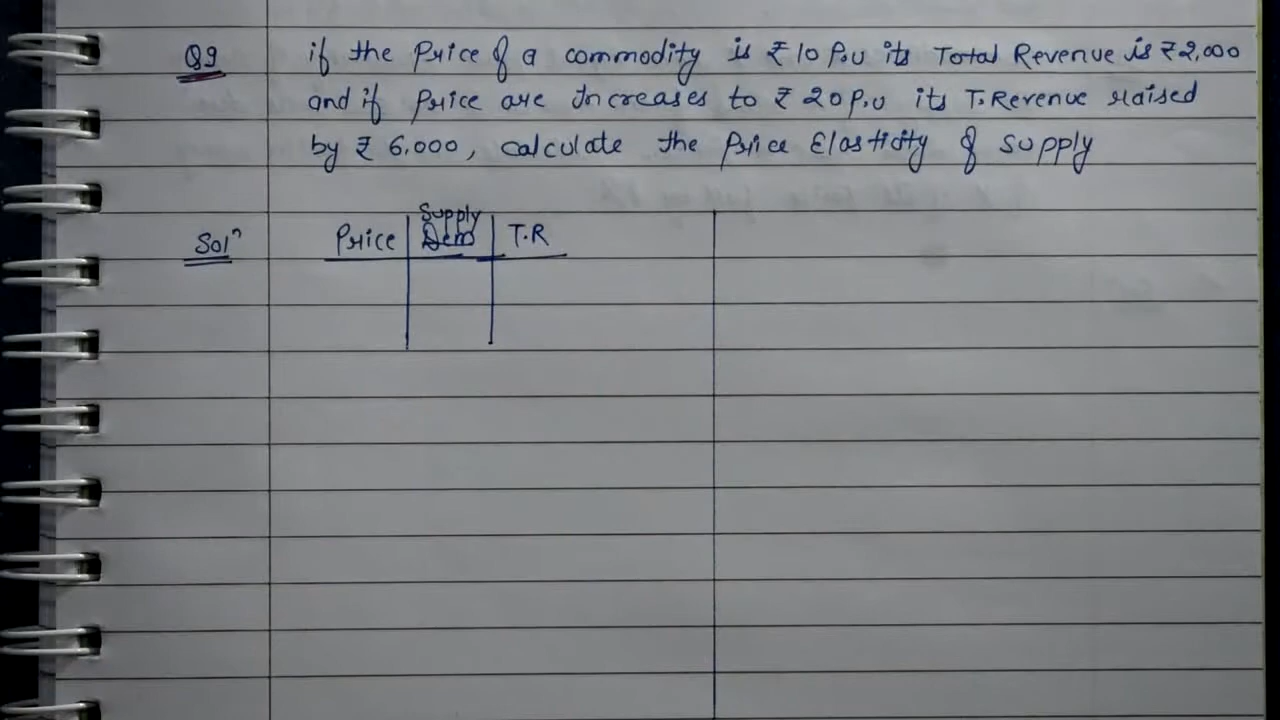 Q9 if the Price of a commodity is ₹10 P.u its Total Revenue is ₹2,000
and if Price are Increases to ₹ 20 P.u its T.Revenue raised
by ₹ 6,000, calculate the Price Elasticity of supply
Supply
Soln Price Dem T.R